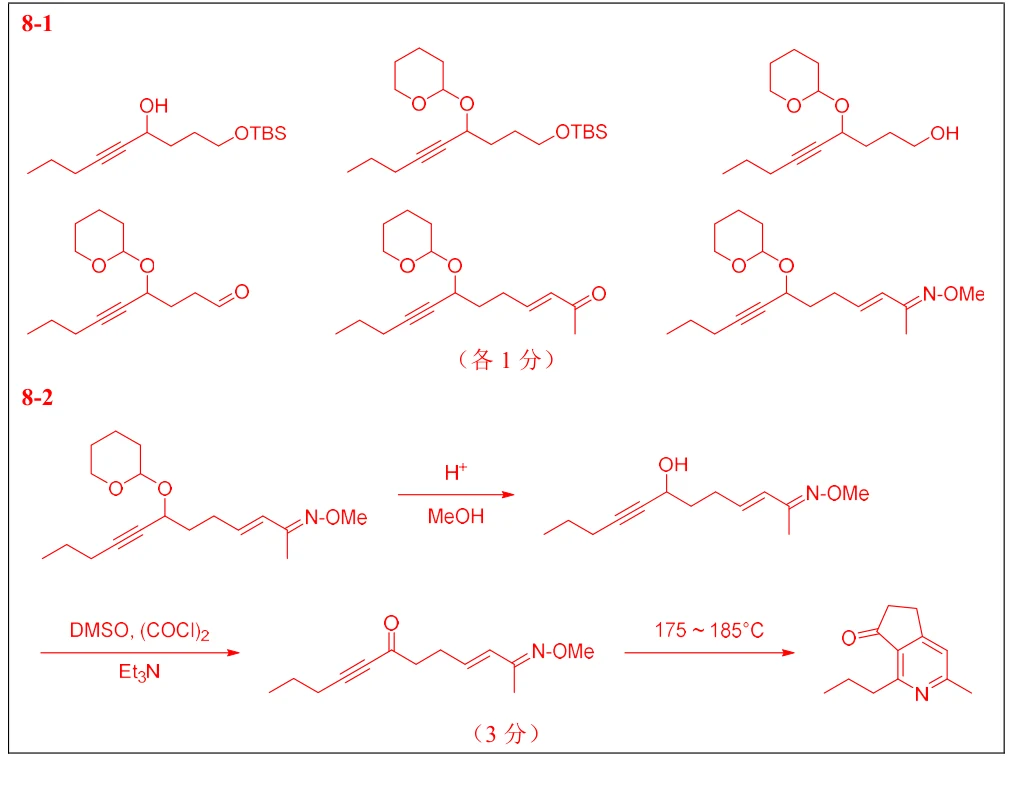 8-1
OH
OTBS
O
O
OTBS
O
O
OH
O
O
O
O
O
O
O
O
N-OMe
（各 1 分）
8-2
O
O
N-OMe
H⁺
MeOH
OH
N-OMe
DMSO, (COCl)₂
Et₃N
O
N-OMe
175 ~ 185°C
O
N
（3 分）